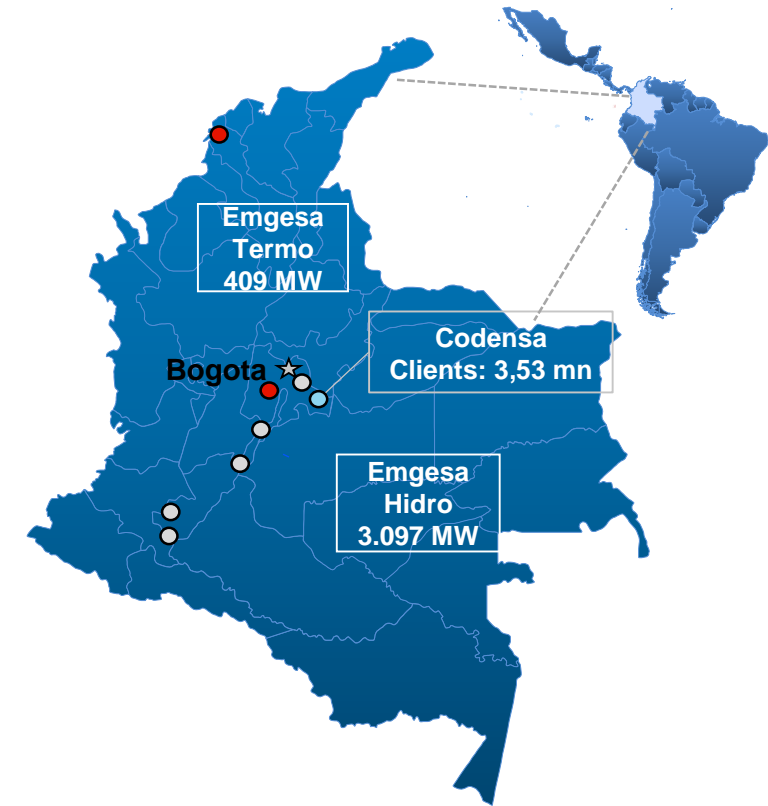 Emgesa
Termo
409 MW
Codensa
Clients: 3,53 mn
Bogota
Emgesa
Hidro
3.097 MW